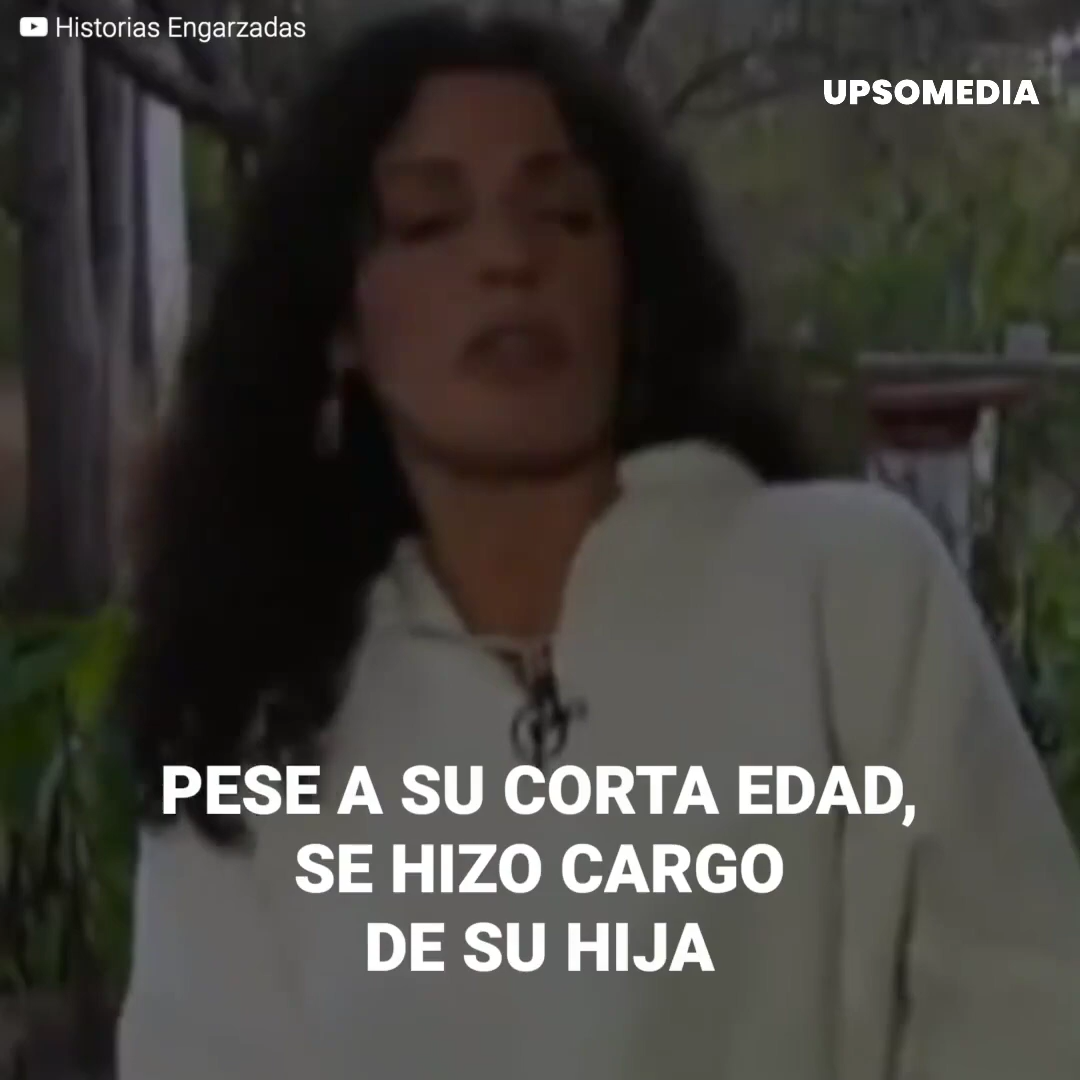 Historias Engarzadas
UPSOMEDIA
PESE A SU CORTA EDAD,
SE HIZO CARGO
DE SU HIJA